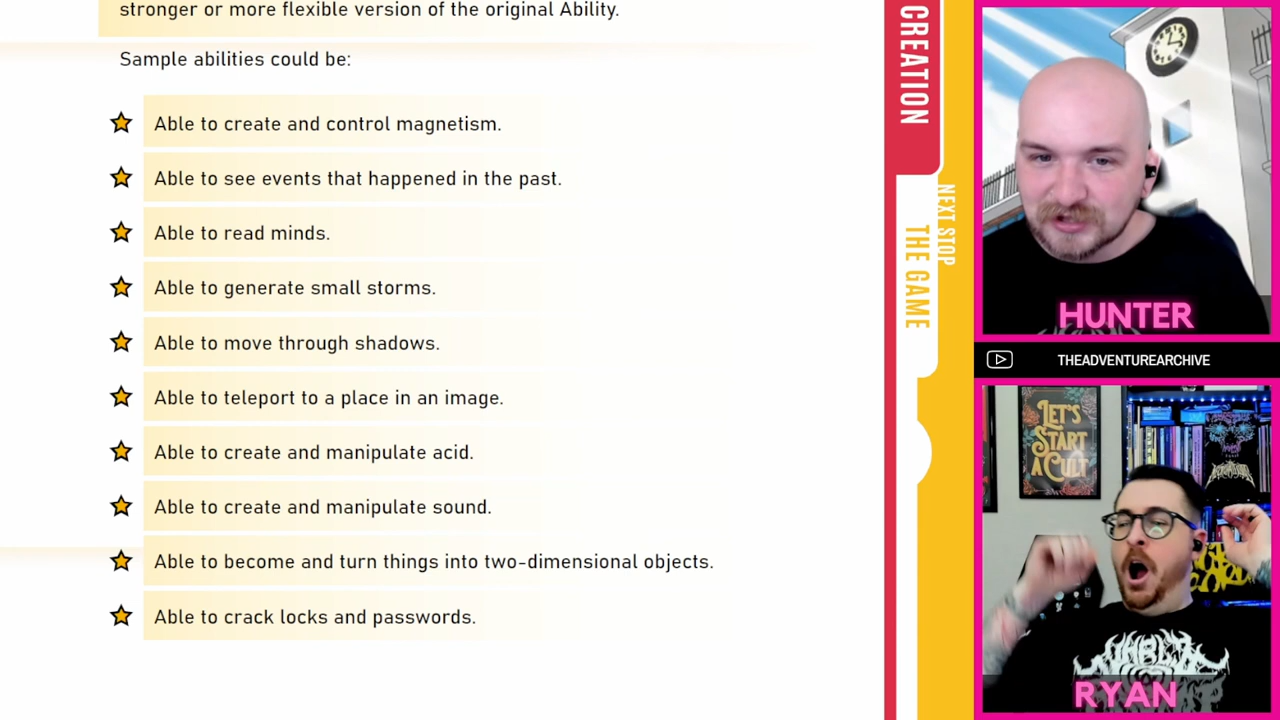 stronger or more flexible version of the original Ability.
Sample abilities could be:
Able to create and control magnetism.
Able to see events that happened in the past.
Able to read minds.
Able to generate small storms.
Able to move through shadows.
Able to teleport to a place in an image.
Able to create and manipulate acid.
Able to create and manipulate sound.
Able to become and turn things into two-dimensional objects.
Able to crack locks and passwords.
CREATION
NEXT STOP
THE GAME
HUNTER
THEADVENTUREARCHIVE
LET'S
START
A CULT
RYAN